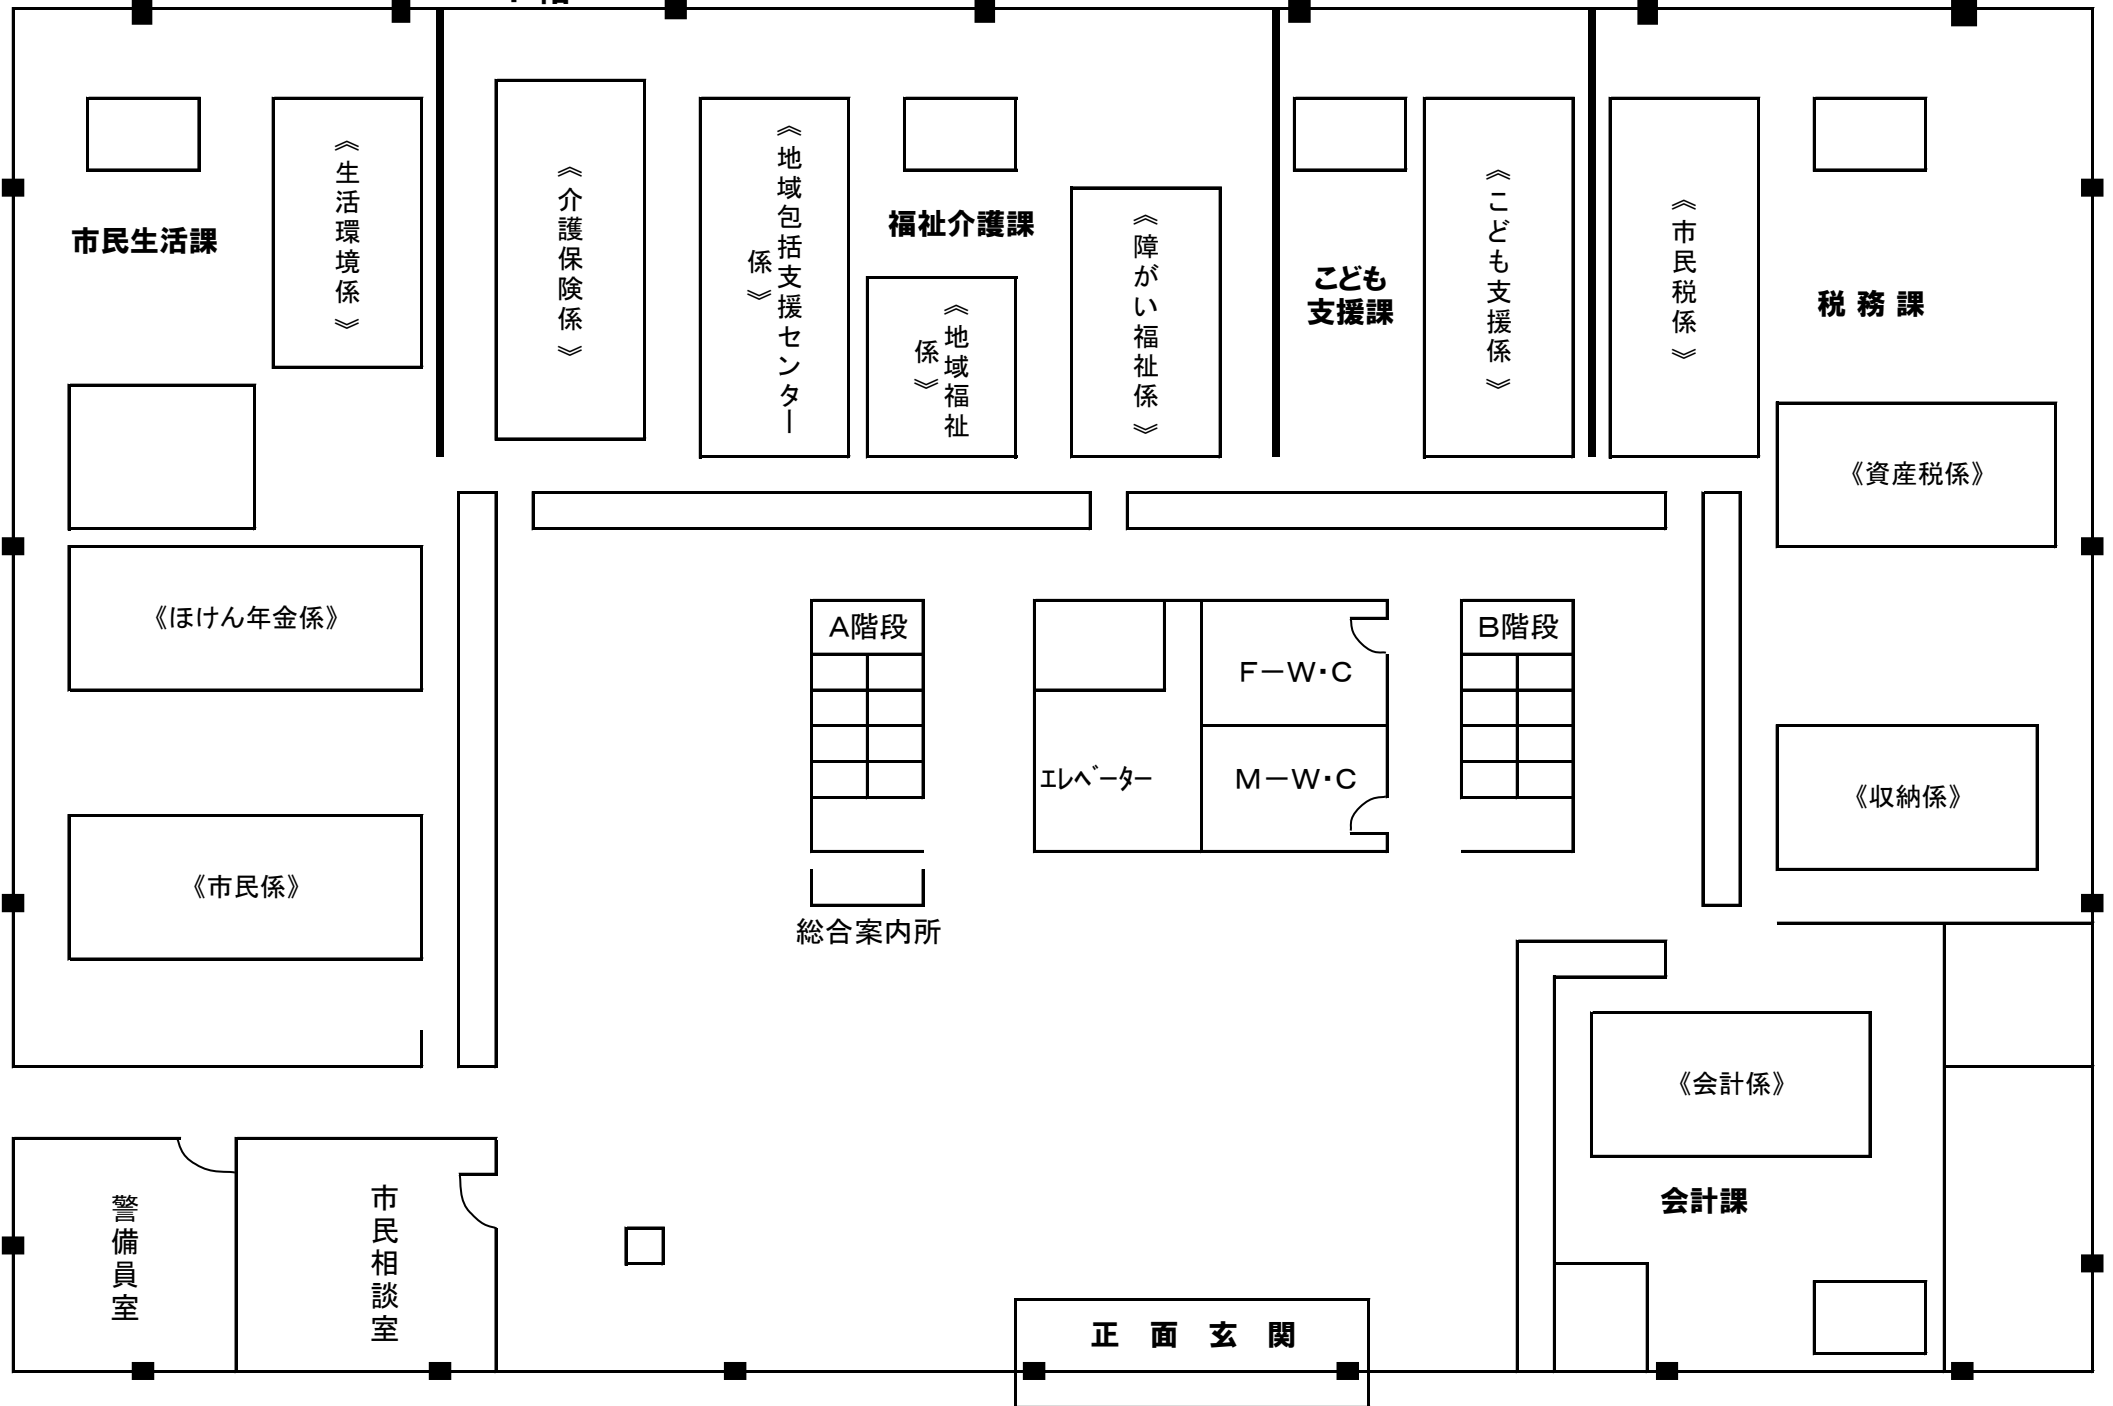 市民生活課
《生活環境係》
《介護保険係》
《地域包括支援センター
係》
福祉介護課
《地域福祉
係》
《障がい福祉係》
こども
支援課
《こども支援係》
《市民税係》
税 務 課
《資産税係》
《ほけん年金係》
A階段
エレベーター
F－W・C
M－W・C
B階段
《収納係》
《市民係》
総合案内所
《会計係》
会計課
警備員室
市民相談室
正 面 玄 関